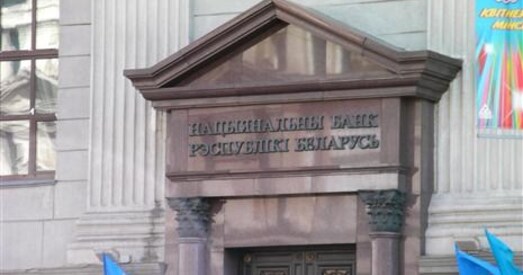 НАЦЫЯНАЛЬНЫ БАНК
РЭСПУБЛІКІ БЕЛАРУСЬ